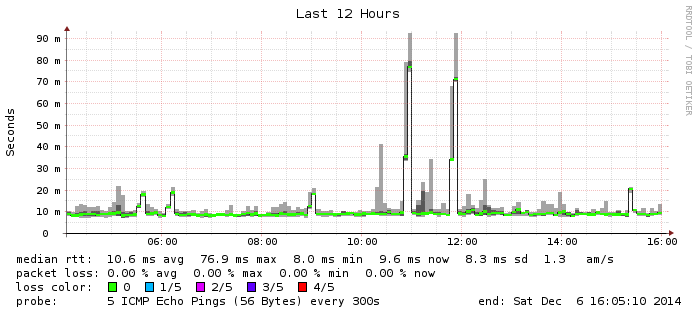 Last 12 Hours
RRDTOOL / TOBI OETIKER
Seconds
90 m
80 m
70 m
60 m
50 m
40 m
30 m
20 m
10 m
0
06:00 08:00 10:00 12:00 14:00 16:00
median rtt: 10.6 ms avg 76.9 ms max 8.0 ms min 9.6 ms now 8.3 ms sd 1.3 am/s
packet loss: 0.00 % avg 0.00 % max 0.00 % min 0.00 % now
loss color: 0 1/5 2/5 3/5 4/5
probe: 5 ICMP Echo Pings (56 Bytes) every 300s end: Sat Dec 6 16:05:10 2014